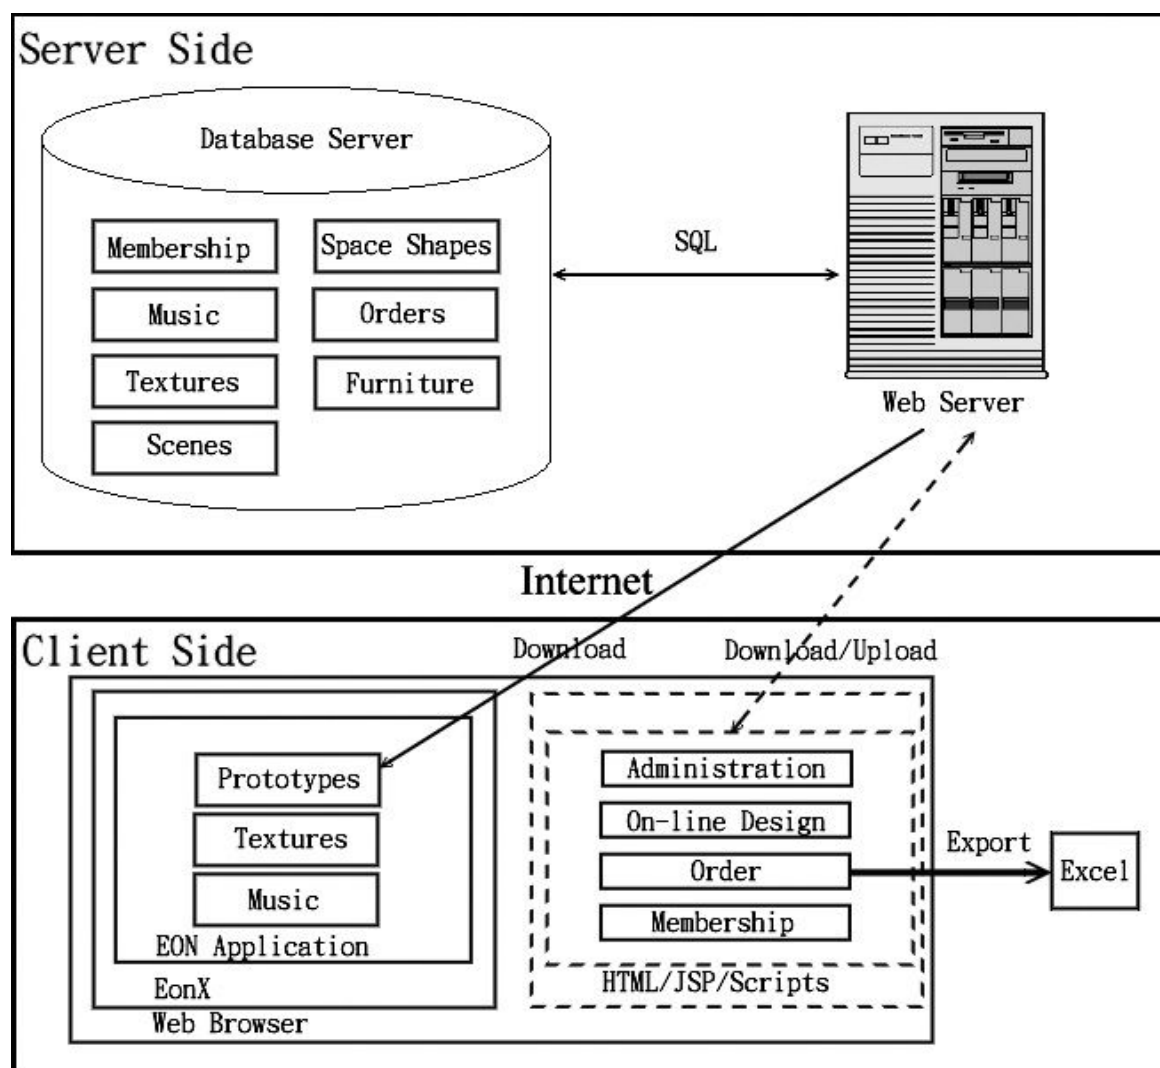 Server Side
Database Server
Membership
Space Shapes
Music
Orders
Textures
Furniture
Scenes
SQL
Web Server
Internet
Client Side
Download
Download/Upload
Prototypes
Textures
Music
EON Application
EonX
Web Browser
Administration
On-line Design
Order
Membership
HTML/JSP/Scripts
Export
Excel